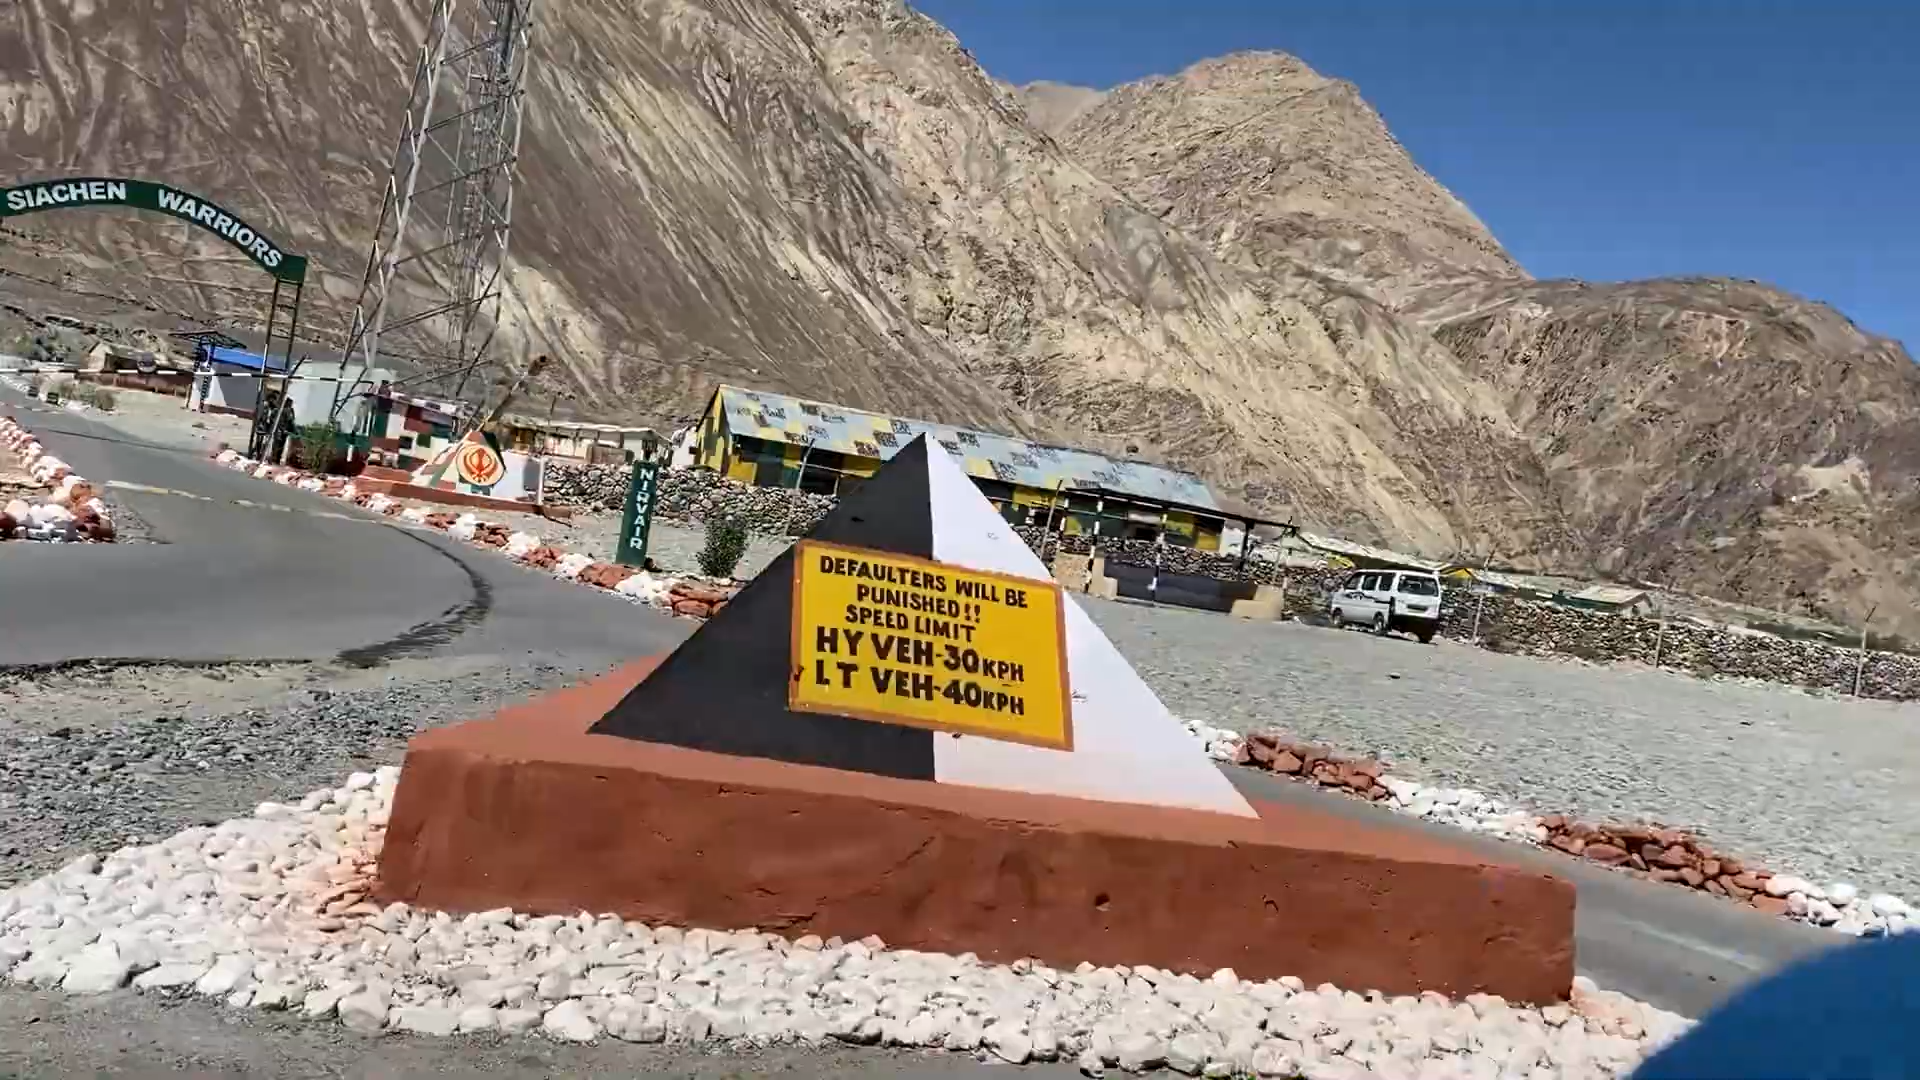 SIACHEN WARRIORS
NIRVAIR
DEFAULTERS WILL BE
PUNISHED!!
SPEED LIMIT
HY VEH-30KPH
LT VEH-40KPH